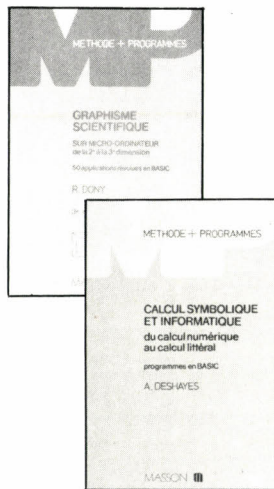 MP
METHODE + PROGRAMMES
GRAPHISME
SCIENTIFIQUE
SUR MICRO-ORDINATEUR
de la 2e à la 3e dimension
50 applications résolues en BASIC
R. DONY
METHODE + PROGRAMMES
CALCUL SYMBOLIQUE
ET INFORMATIQUE
du calcul numérique
au calcul littéral
programmes en BASIC
A. DESHAYES
MASSON m